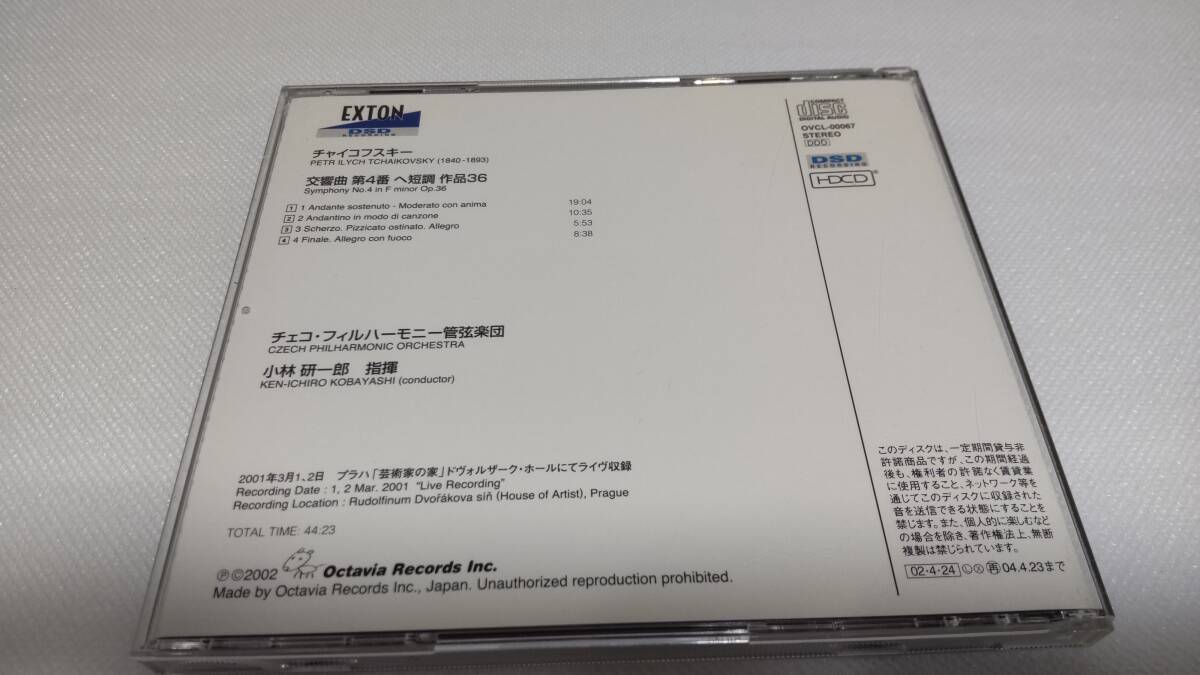 EXTON
DSD
RECORDING
チャイコフスキー
PETR ILYCH TCHAIKOVSKY (1840-1893)
交響曲 第4番 ヘ短調 作品36
Symphony No.4 in F minor Op.36
1 1 Andante sostenuto - Moderato con anima 19:04
2 2 Andantino in modo di canzone 10:35
3 3 Scherzo. Pizzicato ostinato. Allegro 5:53
4 4 Finale. Allegro con fuoco 8:38
チェコ・フィルハーモニー管弦楽団
CZECH PHILHARMONIC ORCHESTRA
小林 研一郎 指揮
KEN-ICHIRO KOBAYASHI (conductor)
2001年3月1、2日 プラハ「芸術家の家」ドヴォルザーク・ホールにてライヴ収録
Recording Date : 1, 2 Mar. 2001 "Live Recording"
Recording Location : Rudolfinum Dvořákova síň (House of Artist), Prague
TOTAL TIME: 44:23
℗©2002 Octavia Records Inc.
Made by Octavia Records Inc., Japan. Unauthorized reproduction prohibited.
COMPACT
disc
DIGITAL AUDIO
OVCL-00067
STEREO
DDD
DSD
RECORDING
HDCD®
このディスクは、一定期間貸与非
許諾商品ですが、この期間経過
後も、権利者の許諾なく賃貸業
に使用すること、ネットワーク等を
通じてこのディスクに収録された
音を送信できる状態にすることを
禁じます。また、個人的に楽しむなど
の場合を除き、著作権法上、無断
複製は禁じられています。
02・4・24 Ⓛ Ⓧ 再 04.4.23まで